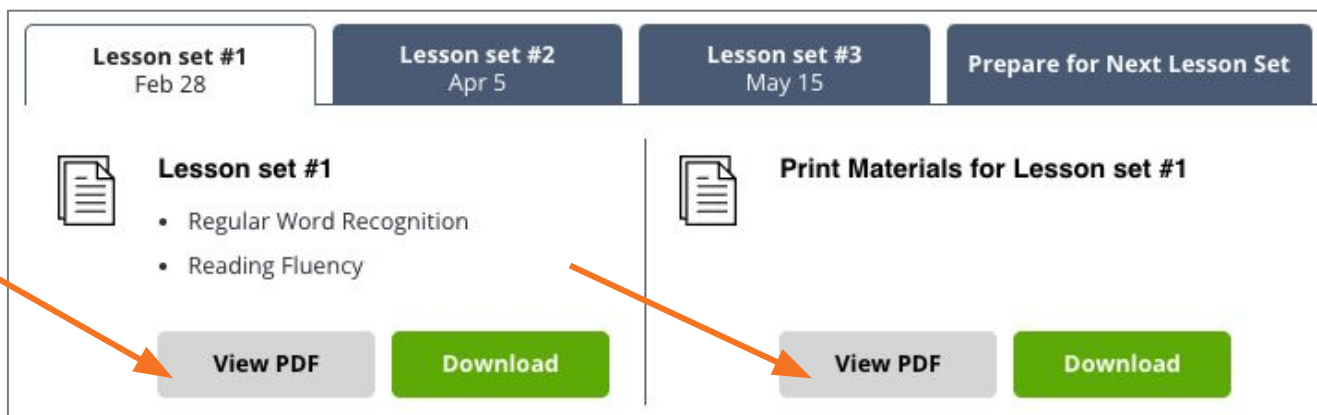 Lesson set #1
Feb 28
Lesson set #2
Apr 5
Lesson set #3
May 15
Prepare for Next Lesson Set
Lesson set #1
• Regular Word Recognition
• Reading Fluency
View PDF
Download
Print Materials for Lesson set #1
View PDF
Download